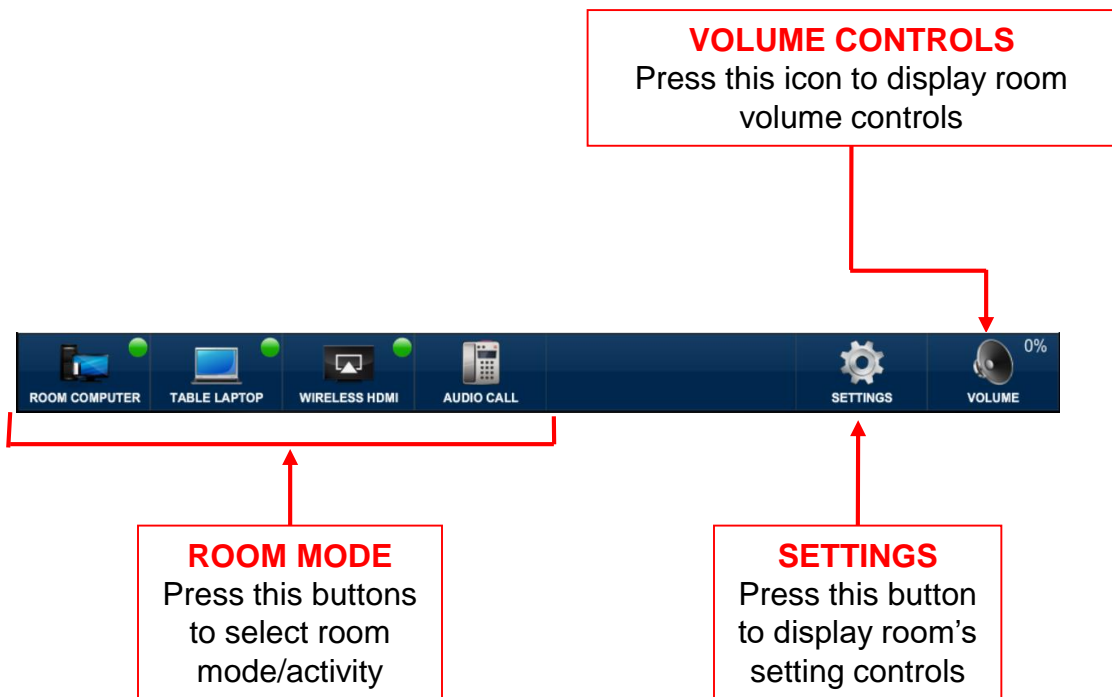 VOLUME CONTROLS
Press this icon to display room
volume controls
0%
ROOM COMPUTER
TABLE LAPTOP
WIRELESS HDMI
AUDIO CALL
SETTINGS
VOLUME
ROOM MODE
Press this buttons
to select room
mode/activity
SETTINGS
Press this button
to display room’s
setting controls